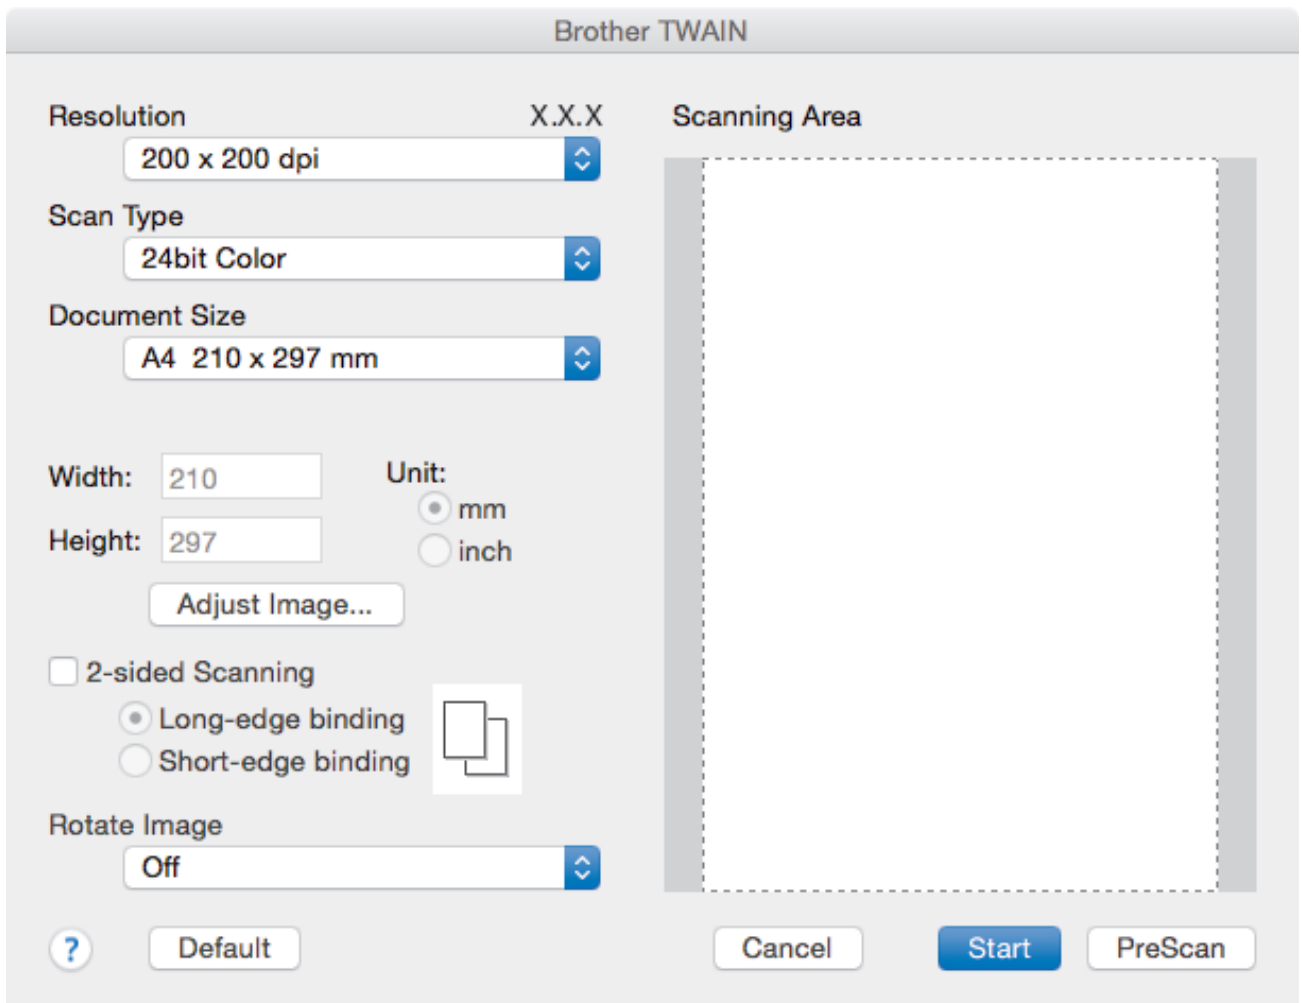 Brother TWAIN
Resolution X.X.X
200 x 200 dpi
Scan Type
24bit Color
Document Size
A4 210 x 297 mm
Width: 210
Height: 297
Unit:
mm
inch
Adjust Image...
2-sided Scanning
Long-edge binding
Short-edge binding
Rotate Image
Off
? Default
Scanning Area
Cancel Start PreScan